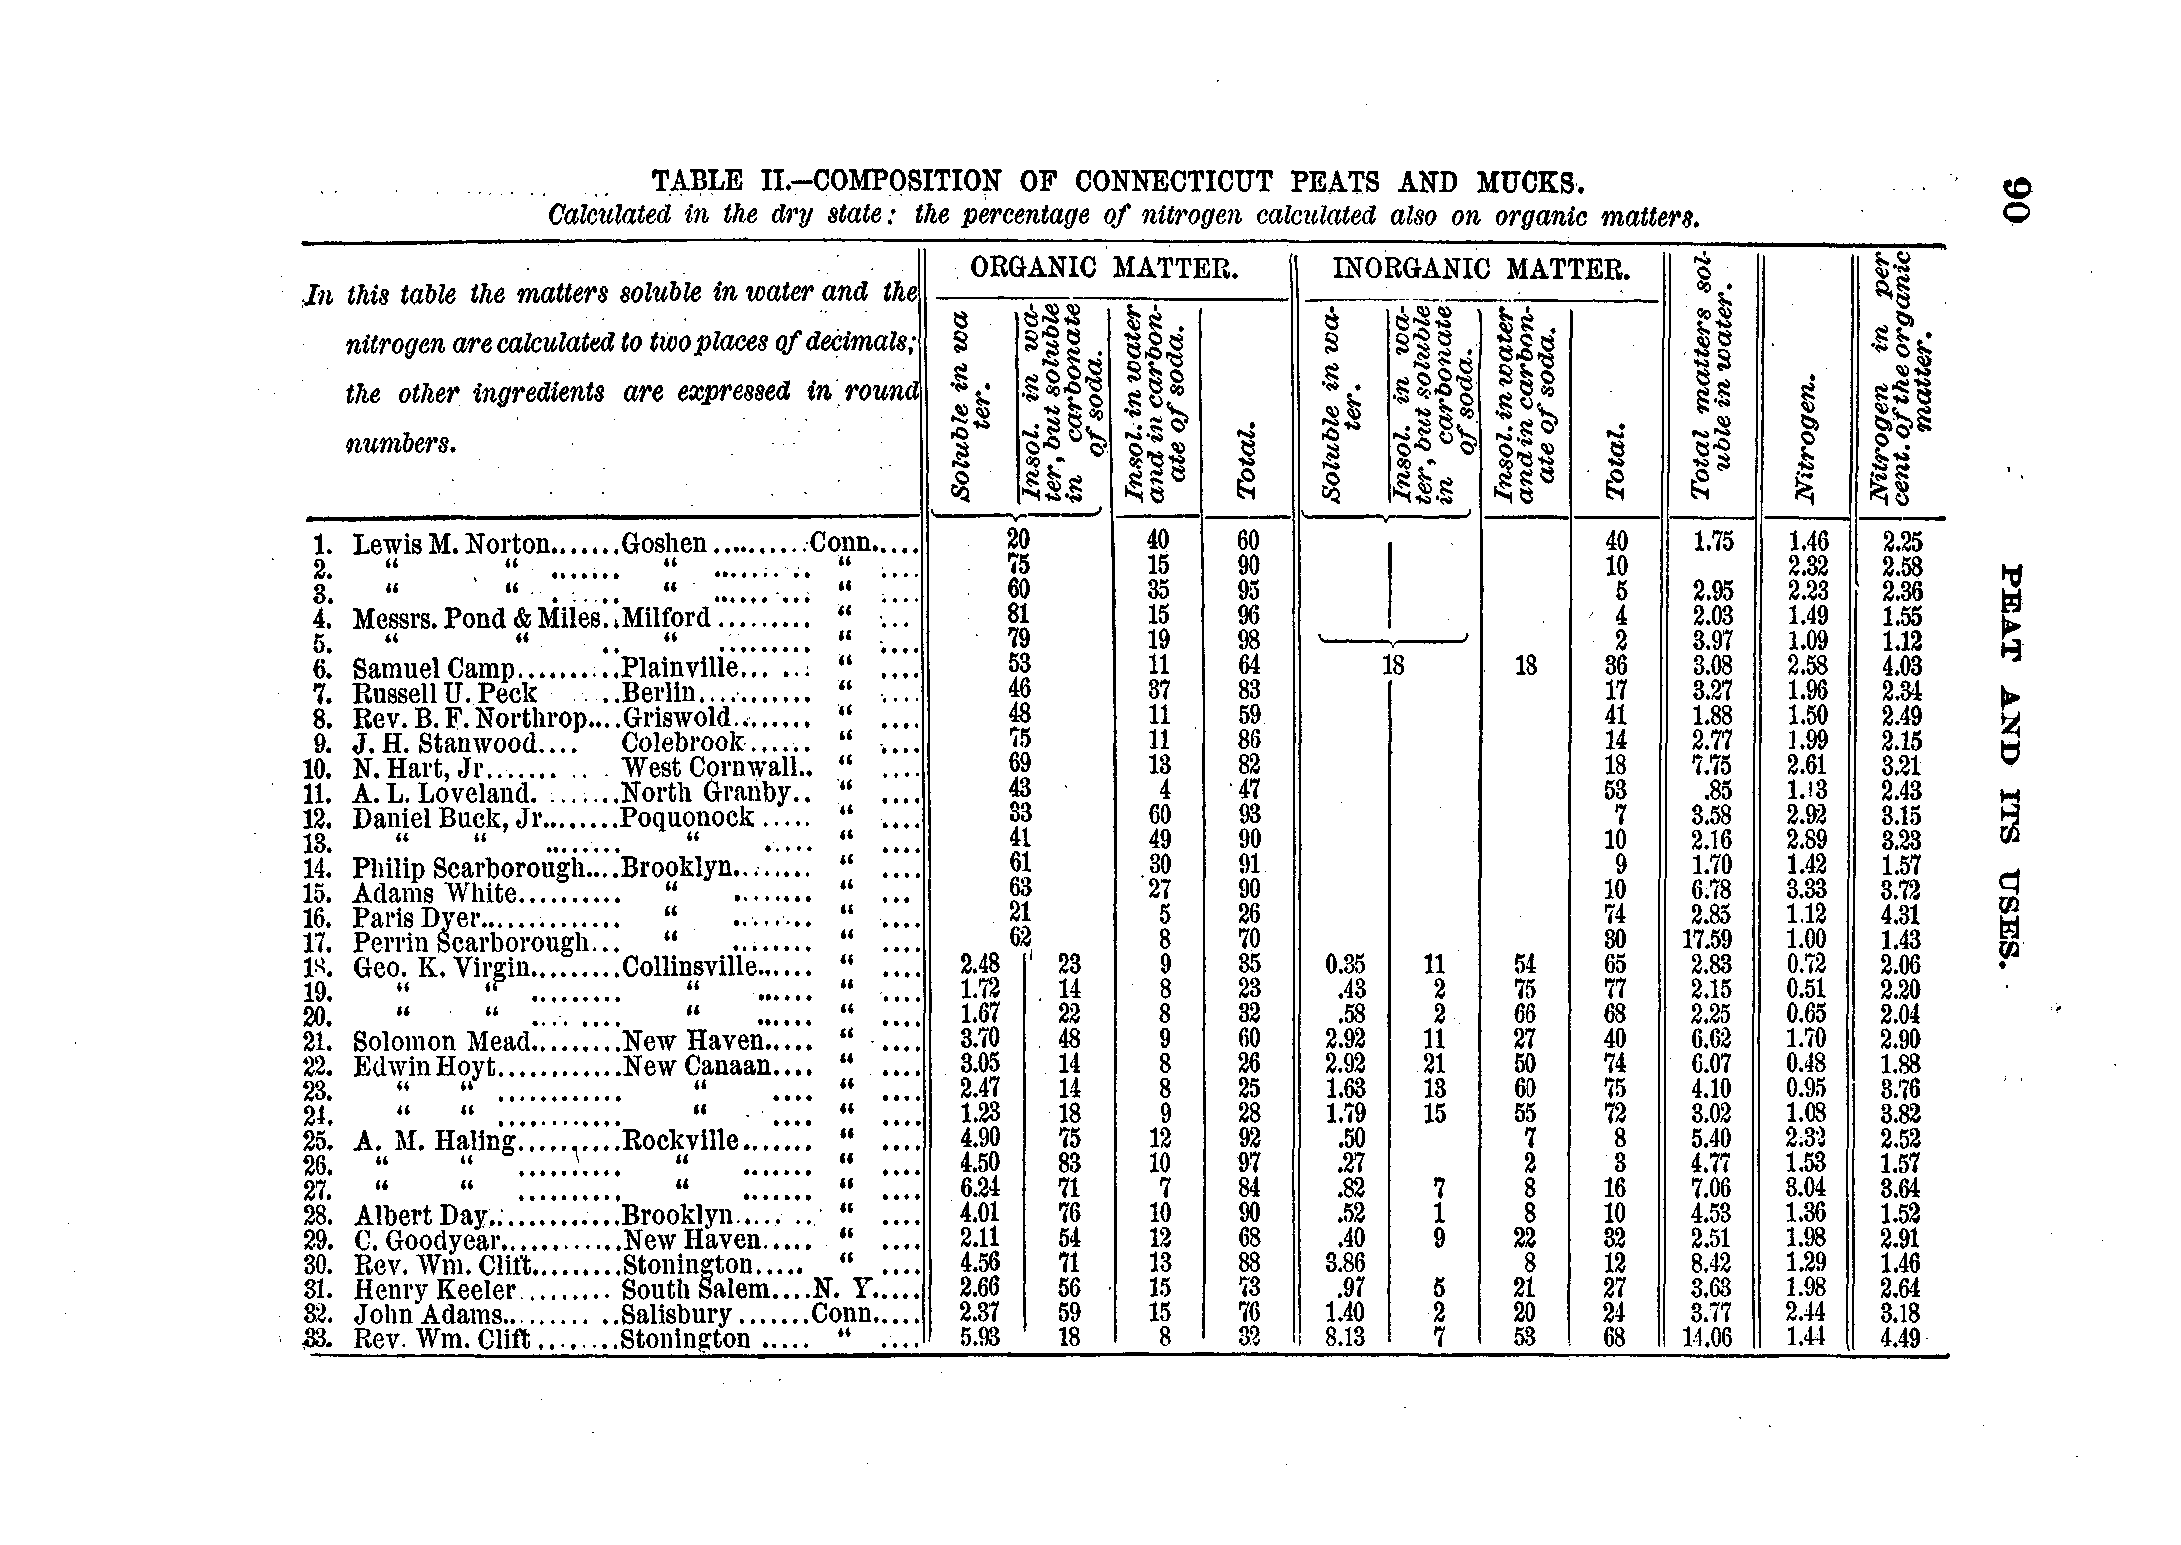 90 PEAT AND ITS USES.
TABLE II.—COMPOSITION OF CONNECTICUT PEATS AND MUCKS.
Calculated in the dry state: the percentage of nitrogen calculated also on organic matters.
In this table the matters soluble in water and the
nitrogen are calculated to two places of decimals;
the other ingredients are expressed in round
numbers.
ORGANIC MATTER.
Soluble in wa
ter.
Insol. in wa-
ter, but soluble
in carbonate
of soda.
Insol. in water
and in carbon-
ate of soda.
Total.
INORGANIC MATTER.
Soluble in wa-
ter.
Insol. in wa-
ter, but soluble
in carbonate
of soda.
Insol. in water
and in carbon-
ate of soda.
Total.
Total matters sol-
uble in water.
Nitrogen.
Nitrogen in per
cent. of the organic
matter.
1. Lewis M. Norton.......Goshen..........Conn..... 20 40 60 40 1.75 1.46 2.25
2. “ “ ....... “ .......... “ .... 75 15 90 10 2.32 2.58
3. “ “ ....... “ .......... “ .... 60 35 95 5 2.95 2.23 2.36
4. Messrs. Pond & Miles..Milford......... “ .... 81 15 96 4 2.03 1.49 1.55
5. “ “ .. “ ......... “ .... 79 19 98 2 3.97 1.09 1.12
6. Samuel Camp..........Plainville....... “ .... 53 11 64 18 18 36 3.08 2.58 4.03
7. Russell U. Peck ..Berlin.......... “ .... 46 37 83 17 3.27 1.96 2.34
8. Rev. B. F. Northrop....Griswold........ “ .... 48 11 59 41 1.88 1.50 2.49
9. J. H. Stanwood.... Colebrook...... “ .... 75 11 86 14 2.77 1.99 2.15
10. N. Hart, Jr.......... West Cornwall.. “ .... 69 13 82 18 7.75 2.61 3.21
11. A. L. Loveland. .......North Granby.. “ .... 43 4 47 53 .85 1.13 2.43
12. Daniel Buck, Jr........Poquonock ..... “ .... 33 60 93 7 3.58 2.92 3.15
13. “ “ ........ “ ..... “ .... 41 49 90 10 2.16 2.89 3.23
14. Philip Scarborough....Brooklyn........ “ .... 61 30 91 9 1.70 1.42 1.57
15. Adams White.......... “ ........ “ ... 63 27 90 10 6.78 3.33 3.72
16. Paris Dyer.............. “ ........ “ .... 21 5 26 74 2.85 1.12 4.31
17. Perrin Scarborough... “ ........ “ .... 62 8 70 30 17.59 1.00 1.43
18. Geo. K. Virgin.........Collinsville...... “ .... 2.48 23 9 35 0.35 11 54 65 2.83 0.72 2.06
19. “ “ ......... “ ...... “ .... 1.72 14 8 23 .43 2 75 77 2.15 0.51 2.20
20. “ “ ......... “ ...... “ .... 1.67 22 8 32 .58 2 66 68 2.25 0.65 2.04
21. Solomon Mead.........New Haven..... “ .... 3.70 48 9 60 2.92 11 27 40 6.62 1.70 2.90
22. Edwin Hoyt............New Canaan.... “ .... 3.05 14 8 26 2.92 21 50 74 6.07 0.48 1.88
23. “ “ ............ “ .... “ .... 2.47 14 8 25 1.63 13 60 75 4.10 0.95 3.76
24. “ “ ............ “ .... “ .... 1.23 18 9 28 1.79 15 55 72 3.02 1.08 3.82
25. A. M. Haling..........Rockville....... “ .... 4.90 75 12 92 .50 7 8 5.40 2.32 2.52
26. “ “ .......... “ ....... “ .... 4.50 83 10 97 .27 2 3 4.77 1.53 1.57
27. “ “ .......... “ ....... “ .... 6.24 71 7 84 .82 7 8 16 7.06 3.04 3.64
28. Albert Day.............Brooklyn........ “ .... 4.01 76 10 90 .52 1 8 10 4.53 1.36 1.52
29. C. Goodyear............New Haven..... “ .... 2.11 54 12 68 .40 9 22 32 2.51 1.98 2.91
30. Rev. Wm. Clift.........Stonington..... “ .... 4.56 71 13 88 3.86 8 12 8.42 1.29 1.46
31. Henry Keeler......... South Salem....N. Y..... 2.66 56 15 73 .97 5 21 27 3.63 1.98 2.64
32. John Adams............Salisbury.......Conn..... 2.37 59 15 76 1.40 2 20 24 3.77 2.44 3.18
33. Rev. Wm. Clift.........Stonington ..... “ .... 5.93 18 8 32 8.13 7 53 68 14.06 1.44 4.49